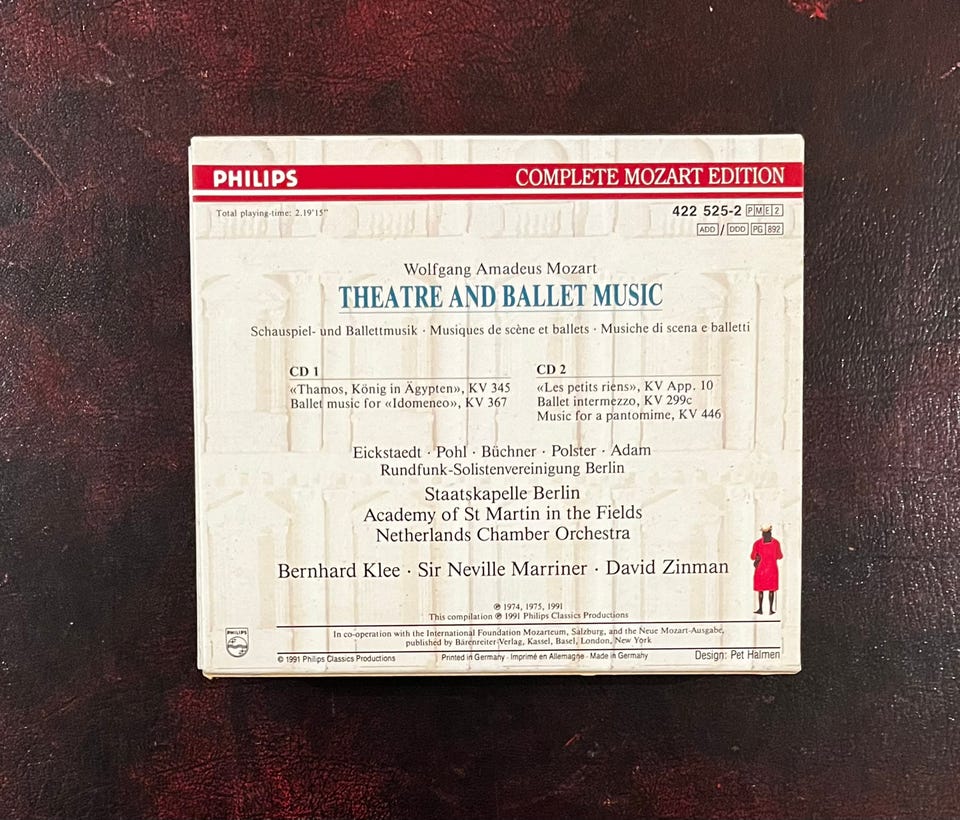 PHILIPS COMPLETE MOZART EDITION
Total playing-time: 2.19'15"
422 525-2 PME2
ADD / DDD PG 892
Wolfgang Amadeus Mozart
THEATRE AND BALLET MUSIC
Schauspiel- und Ballettmusik · Musiques de scène et ballets · Musiche di scena e balletti
CD 1
«Thamos, König in Ägypten», KV 345
Ballet music for «Idomeneo», KV 367
CD 2
«Les petits riens», KV App. 10
Ballet intermezzo, KV 299c
Music for a pantomime, KV 446
Eickstaedt · Pohl · Büchner · Polster · Adam
Rundfunk-Solistenvereinigung Berlin
Staatskapelle Berlin
Academy of St Martin in the Fields
Netherlands Chamber Orchestra
Bernhard Klee · Sir Neville Marriner · David Zinman
℗ 1974, 1975, 1991
This compilation ℗ 1991 Philips Classics Productions
PHILIPS
In co-operation with the International Foundation Mozarteum, Salzburg, and the Neue Mozart-Ausgabe,
published by Bärenreiter-Verlag, Kassel, Basel, London, New York
© 1991 Philips Classics Productions Printed in Germany · Imprimé en Allemagne · Made in Germany Design: Pet Halmen